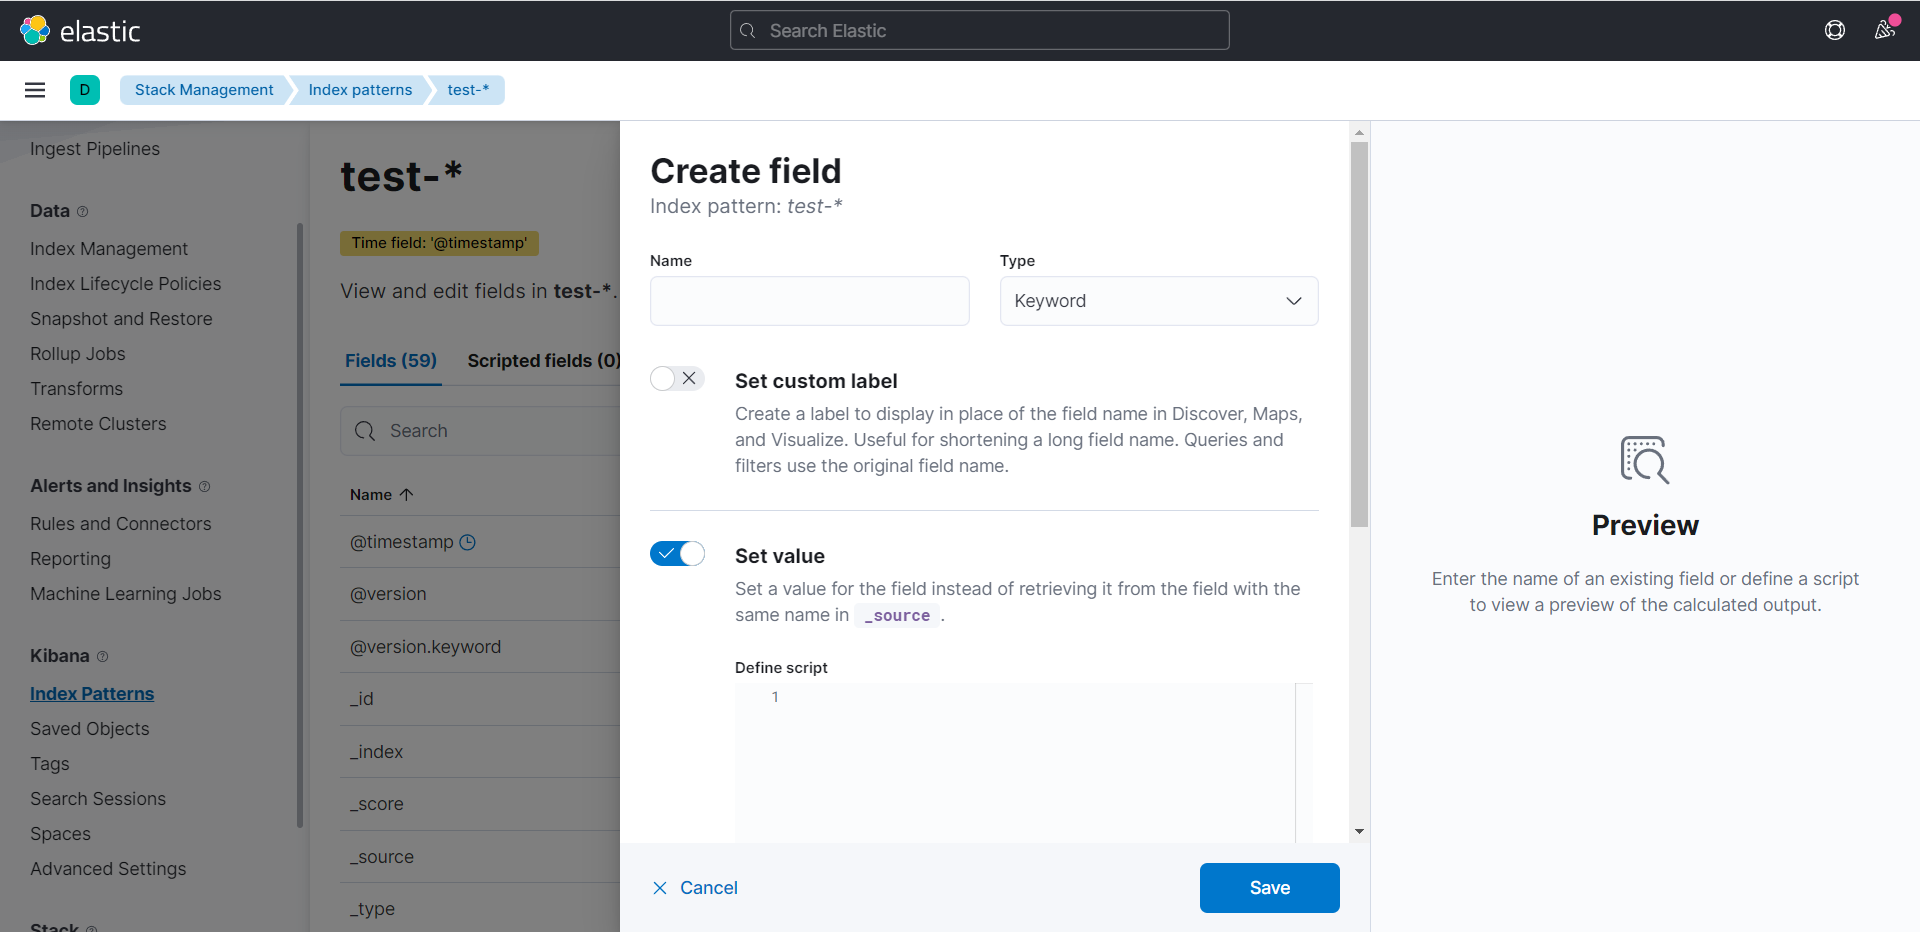 elastic
Search Elastic
D
Stack Management
Index patterns
test-*
Ingest Pipelines
Data
Index Management
Index Lifecycle Policies
Snapshot and Restore
Rollup Jobs
Transforms
Remote Clusters
Alerts and Insights
Rules and Connectors
Reporting
Machine Learning Jobs
Kibana
Index Patterns
Saved Objects
Tags
Search Sessions
Spaces
Advanced Settings
Stack
test-*
Time field: '@timestamp'
View and edit fields in test-*.
Fields (59)
Scripted fields (0)
Search
Name
@timestamp
@version
@version.keyword
_id
_index
_score
_source
_type
Create field
Index pattern: test-*
Name
Type
Keyword
Set custom label
Create a label to display in place of the field name in Discover, Maps,
and Visualize. Useful for shortening a long field name. Queries and
filters use the original field name.
Set value
Set a value for the field instead of retrieving it from the field with the
same name in _source.
Define script
1
Cancel
Save
Preview
Enter the name of an existing field or define a script
to view a preview of the calculated output.